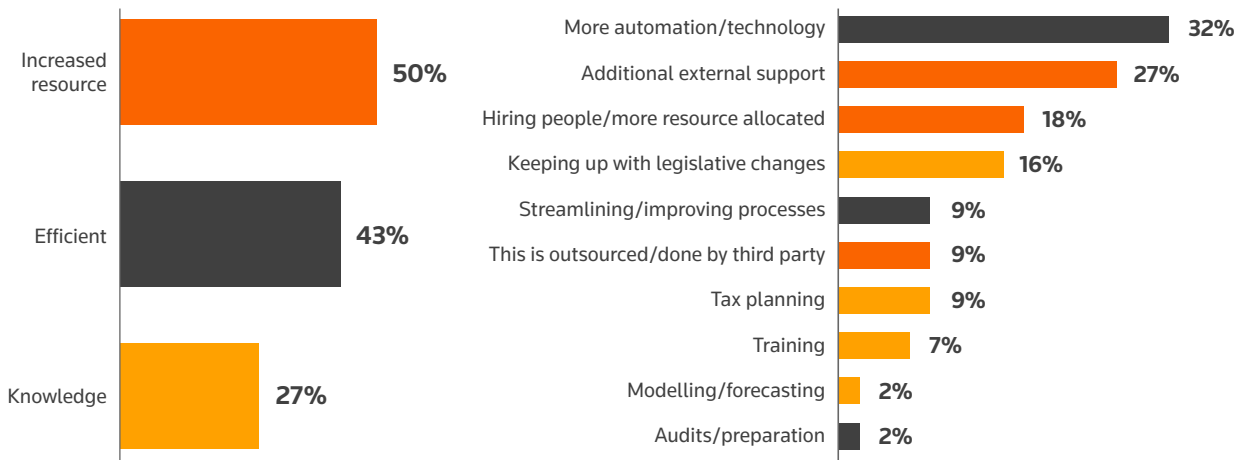 Increased
resource
50%
Efficient
43%
Knowledge
27%
More automation/technology
32%
Additional external support
27%
Hiring people/more resource allocated
18%
Keeping up with legislative changes
16%
Streamlining/improving processes
9%
This is outsourced/done by third party
9%
Tax planning
9%
Training
7%
Modelling/forecasting
2%
Audits/preparation
2%